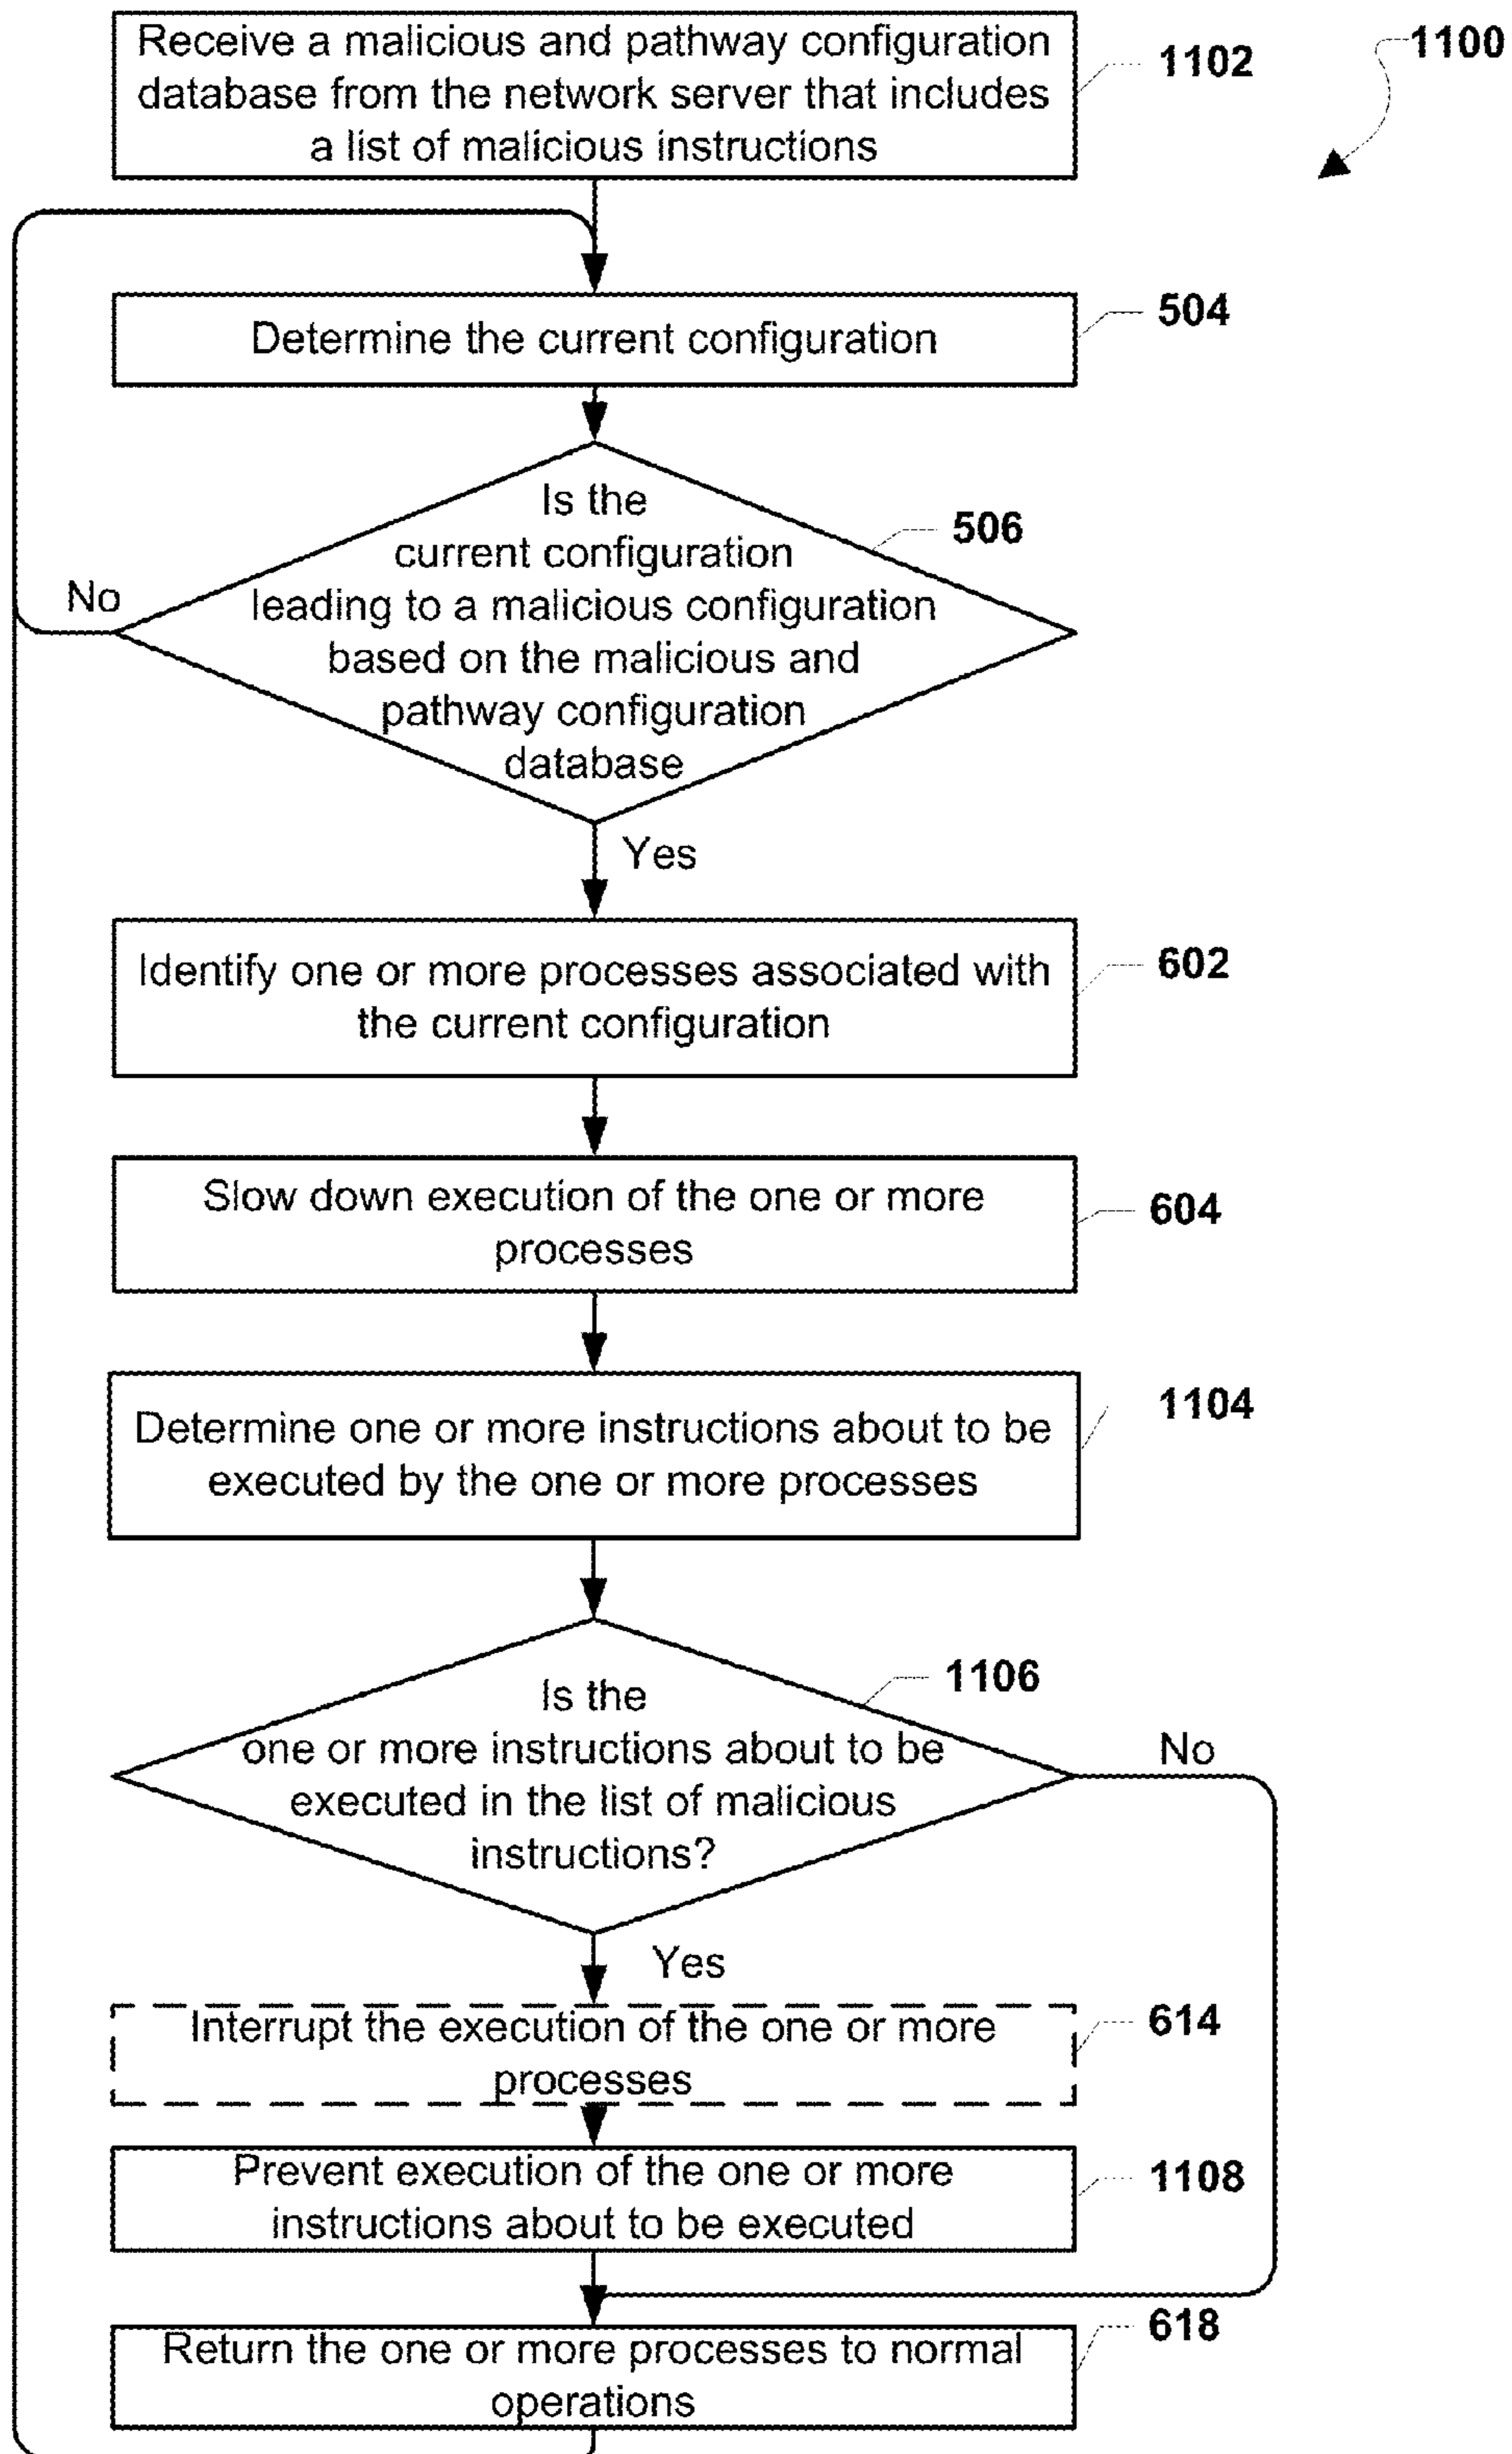 Receive a malicious and pathway configuration
database from the network server that includes
a list of malicious instructions
1102
1100
Determine the current configuration
504
Is the
current configuration
leading to a malicious configuration
based on the malicious and
pathway configuration
database
506
No
Yes
Identify one or more processes associated with
the current configuration
602
Slow down execution of the one or more
processes
604
Determine one or more instructions about to be
executed by the one or more processes
1104
Is the
one or more instructions about to be
executed in the list of malicious
instructions?
1106
No
Yes
Interrupt the execution of the one or more
processes
614
Prevent execution of the one or more
instructions about to be executed
1108
Return the one or more processes to normal
operations
618